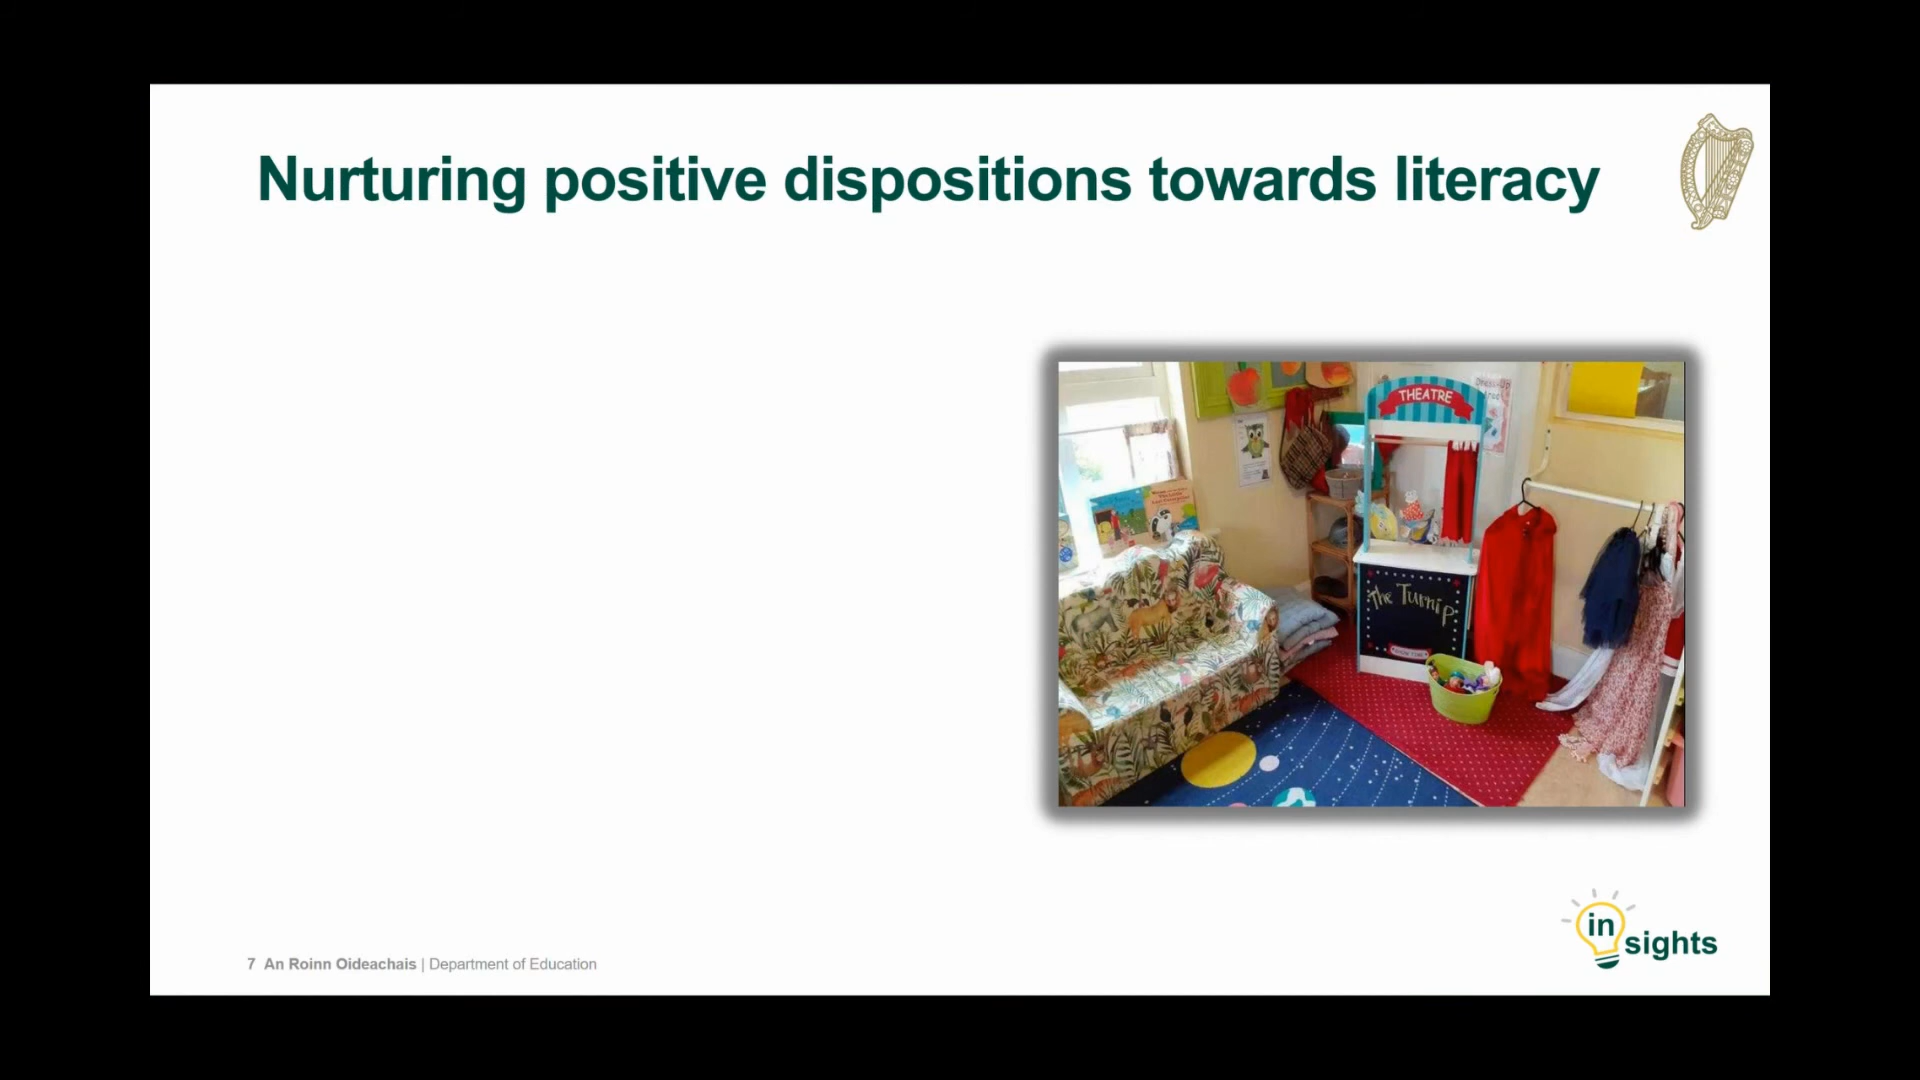 Nurturing positive dispositions towards literacy
THEATRE
The Turnip
7 An Roinn Oideachais | Department of Education
in
sights